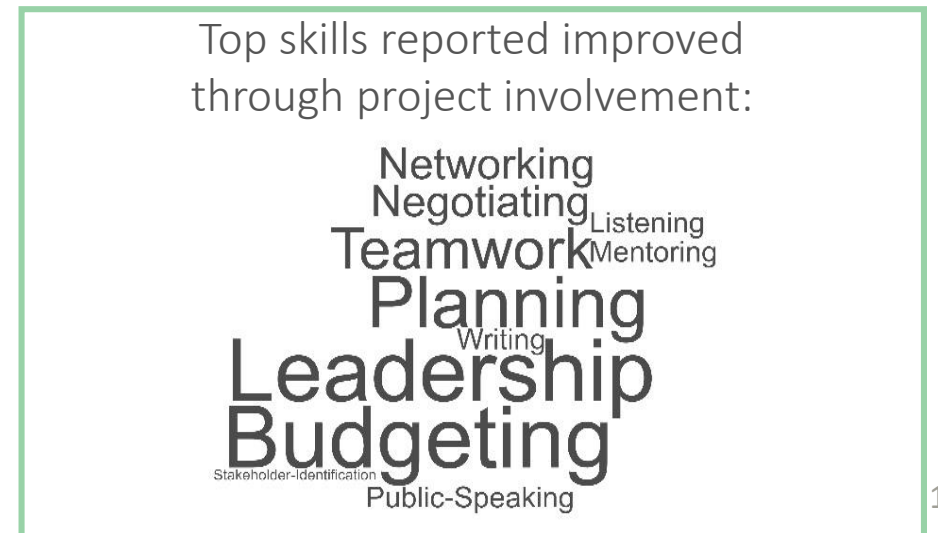 Top skills reported improved
through project involvement:
Networking
Negotiating
Listening
Teamwork
Mentoring
Planning
Writing
Leadership
Budgeting
Stakeholder-Identification
Public-Speaking
1